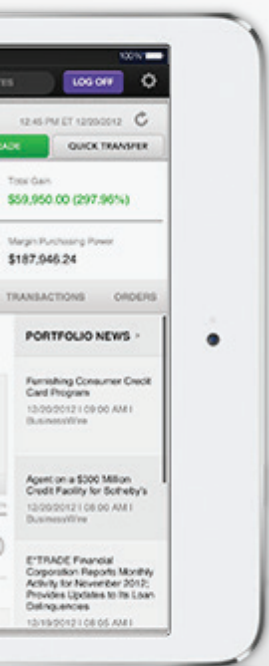 100%
TES
LOG OFF
12:45 PM ET 12/20/2012
ADE
QUICK TRANSFER
Total Gain
$59,950.00 (297.96%)
Margin Purchasing Power
$187,946.24
TRANSACTIONS
ORDERS
PORTFOLIO NEWS
Furnishing Consumer Credit
Card Program
12/20/2012 | 09:00 AM |
BusinessWire
Agent on a $300 Million
Credit Facility for Sotheby's
12/20/2012 | 08:00 AM |
BusinessWire
E*TRADE Financial
Corporation Reports Monthly
Activity for November 2012;
Provides Updates to Its Loan
Delinquencies
12/19/2012 | 08:05 AM |